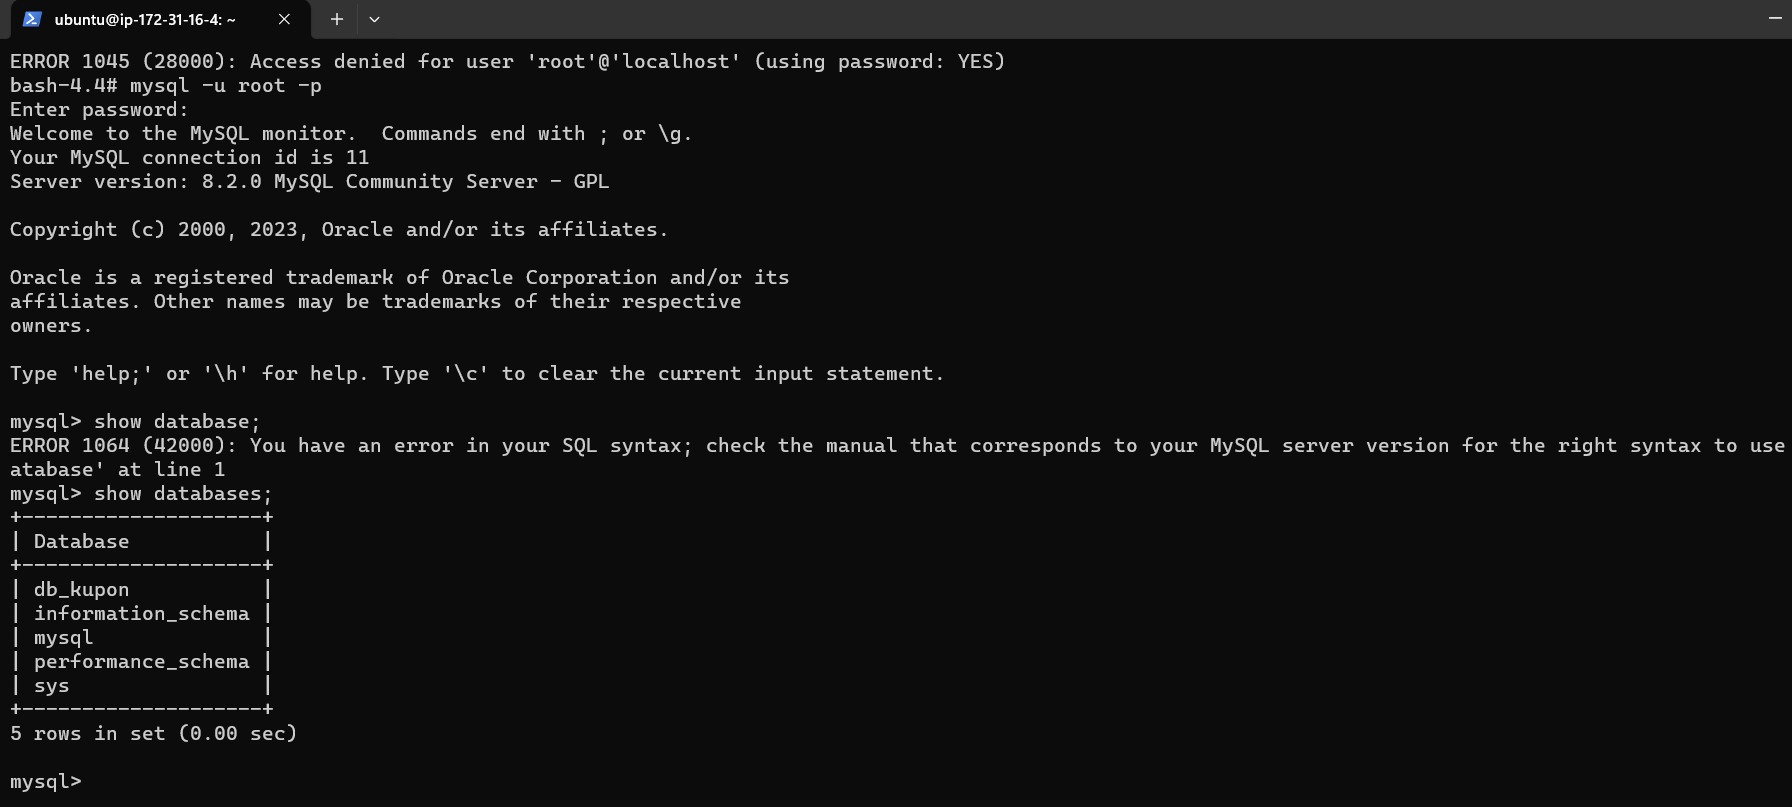 ubuntu@ip-172-31-16-4: ~
ERROR 1045 (28000): Access denied for user 'root'@'localhost' (using password: YES)
bash-4.4# mysql -u root -p
Enter password:
Welcome to the MySQL monitor.  Commands end with ; or \g.
Your MySQL connection id is 11
Server version: 8.2.0 MySQL Community Server - GPL
Copyright (c) 2000, 2023, Oracle and/or its affiliates.
Oracle is a registered trademark of Oracle Corporation and/or its
affiliates. Other names may be trademarks of their respective
owners.
Type 'help;' or '\h' for help. Type '\c' to clear the current input statement.
mysql> show database;
ERROR 1064 (42000): You have an error in your SQL syntax; check the manual that corresponds to your MySQL server version for the right syntax to use
atabase' at line 1
mysql> show databases;
+--------------------+
| Database           |
+--------------------+
| db_kupon           |
| information_schema |
| mysql              |
| performance_schema |
| sys                |
+--------------------+
5 rows in set (0.00 sec)
mysql>